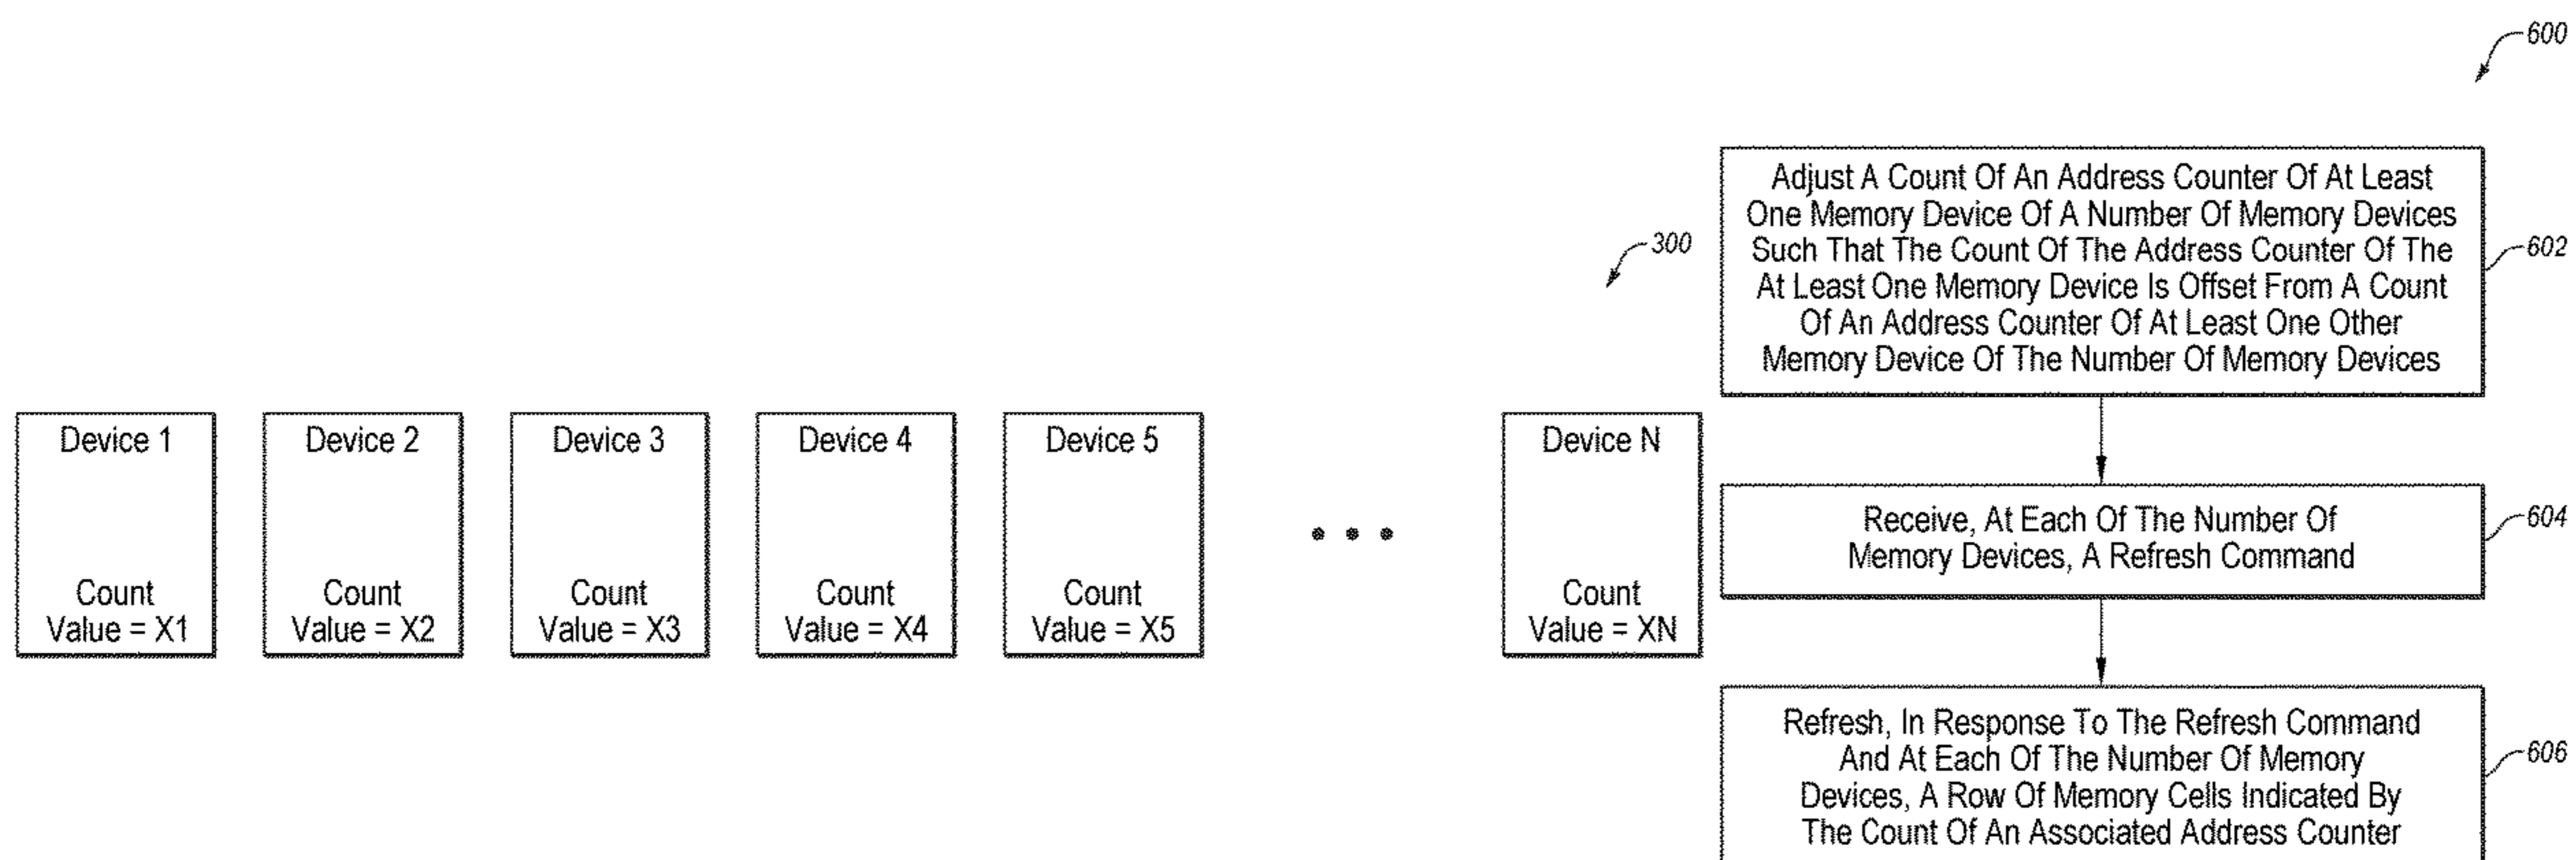 600
Adjust A Count Of An Address Counter Of At Least
One Memory Device Of A Number Of Memory Devices
Such That The Count Of The Address Counter Of The
At Least One Memory Device Is Offset From A Count
Of An Address Counter Of At Least One Other
Memory Device Of The Number Of Memory Devices
602
300
Device 1
Count
Value = X1
Device 2
Count
Value = X2
Device 3
Count
Value = X3
Device 4
Count
Value = X4
Device 5
Count
Value = X5
• • •
Device N
Count
Value = XN
Receive, At Each Of The Number Of
Memory Devices, A Refresh Command
604
Refresh, In Response To The Refresh Command
And At Each Of The Number Of Memory
Devices, A Row Of Memory Cells Indicated By
The Count Of An Associated Address Counter
606